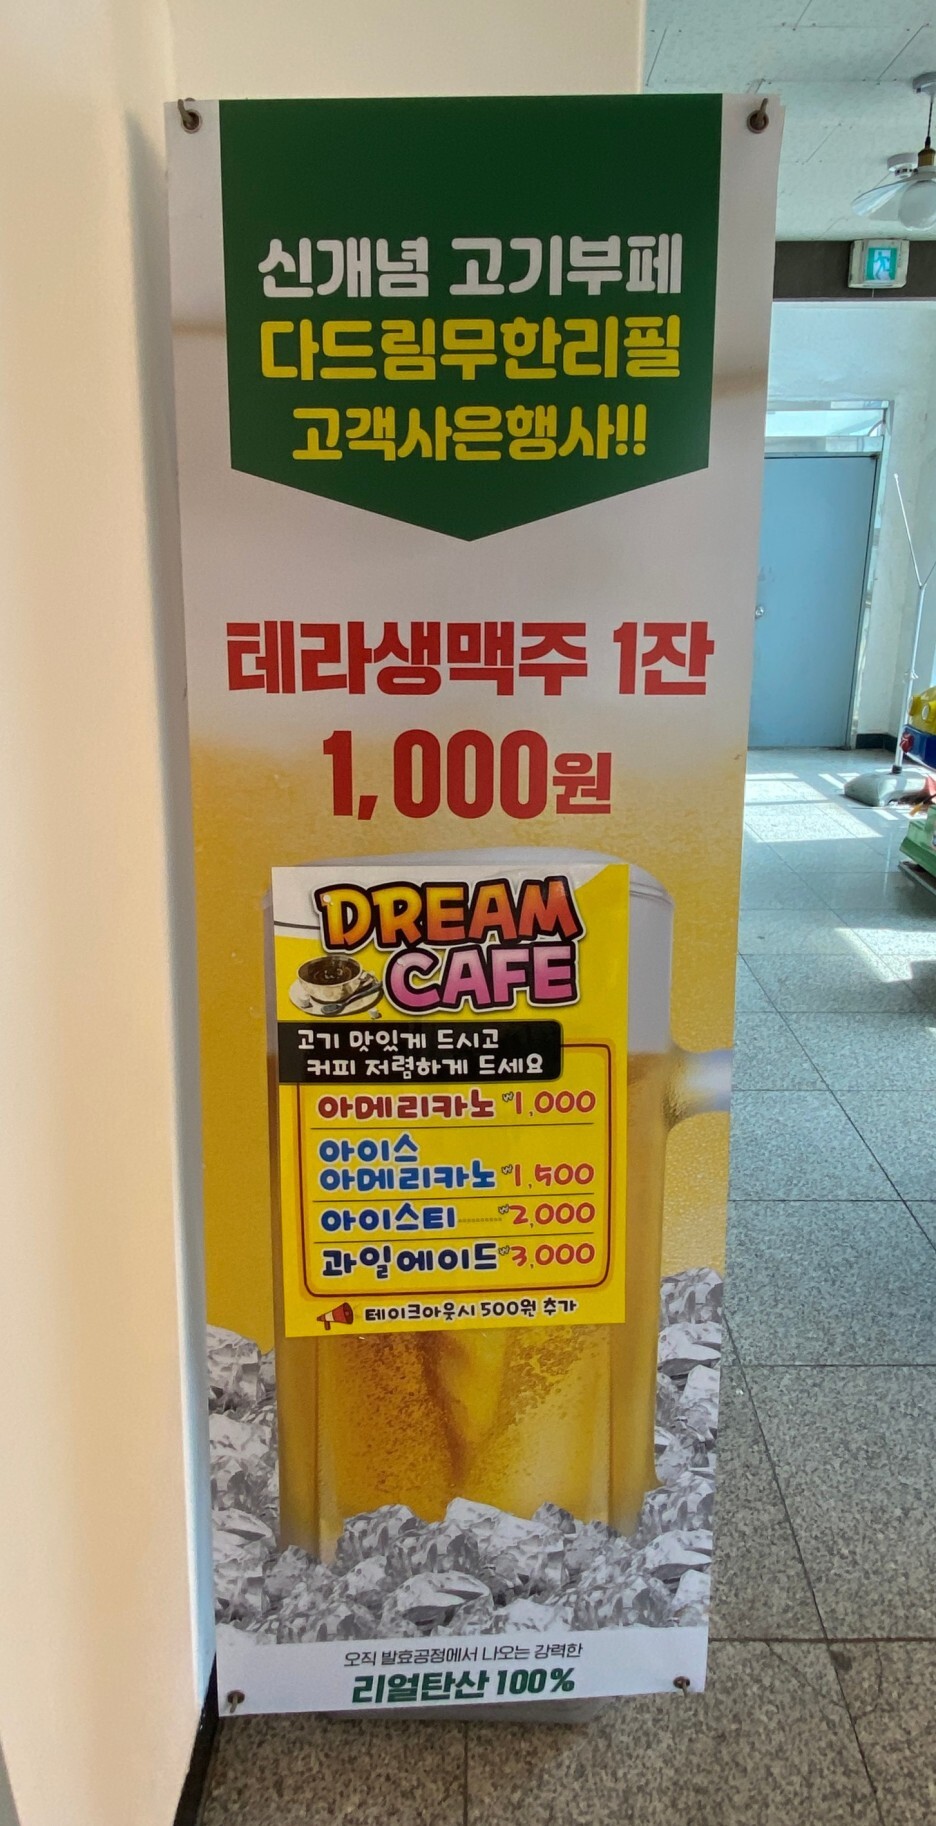 신개념 고기부페
다드림무한리필
고객사은행사!!
테라생맥주 1잔
1,000원
DREAM
CAFE
고기 맛있게 드시고
커피 저렴하게 드세요
아메리카노 ₩1,000
아이스
아메리카노 ₩1,500
아이스티 ---------- ₩2,000
과일에이드 ₩3,000
테이크아웃시 500원 추가
오직 발효공정에서 나오는 강력한
리얼탄산 100%